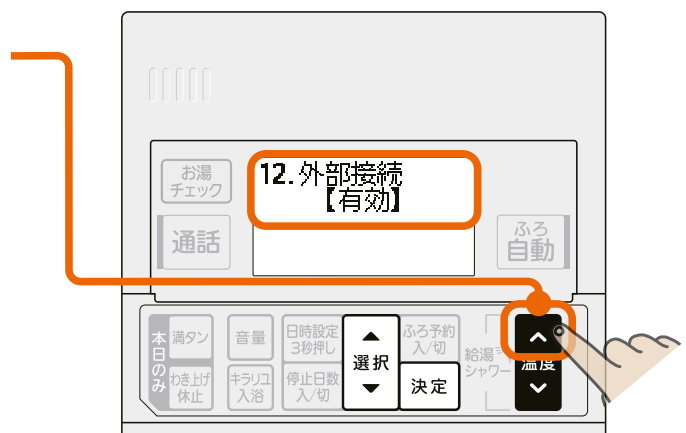 お湯
チェック
12.外部接続
【有効】
通話
ふろ
自動
本日のみ
満タン
わき上げ
休止
音量
キラリユ
入浴
日時設定
3秒押し
停止日数
入/切
選択
ふろ予約
入/切
決定
給湯
シャワー
温度